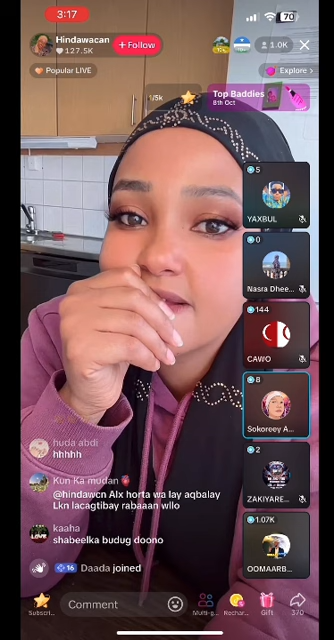 3:17
70
Hindawacan
127.5K
+ Follow
1.0K
Popular LIVE
Explore >
1/5k
Top Baddies
8th Oct
5
YAXBUL
0
Nasra Dhee...
144
CAWO
8
Sokoreey A...
2
ZAKIYARE...
1.07K
OOMAARB...
huda abdi
hhhhh
Kun Ka mudan
@hindawcn Alx horta wa lay aqbalay
Lkn lacagtibay rabaaan wllo
kaaha
shabeelka budug doono
16 Daada joined
Subscri...
Comment
Multi-g...
Rechar...
Gift
370